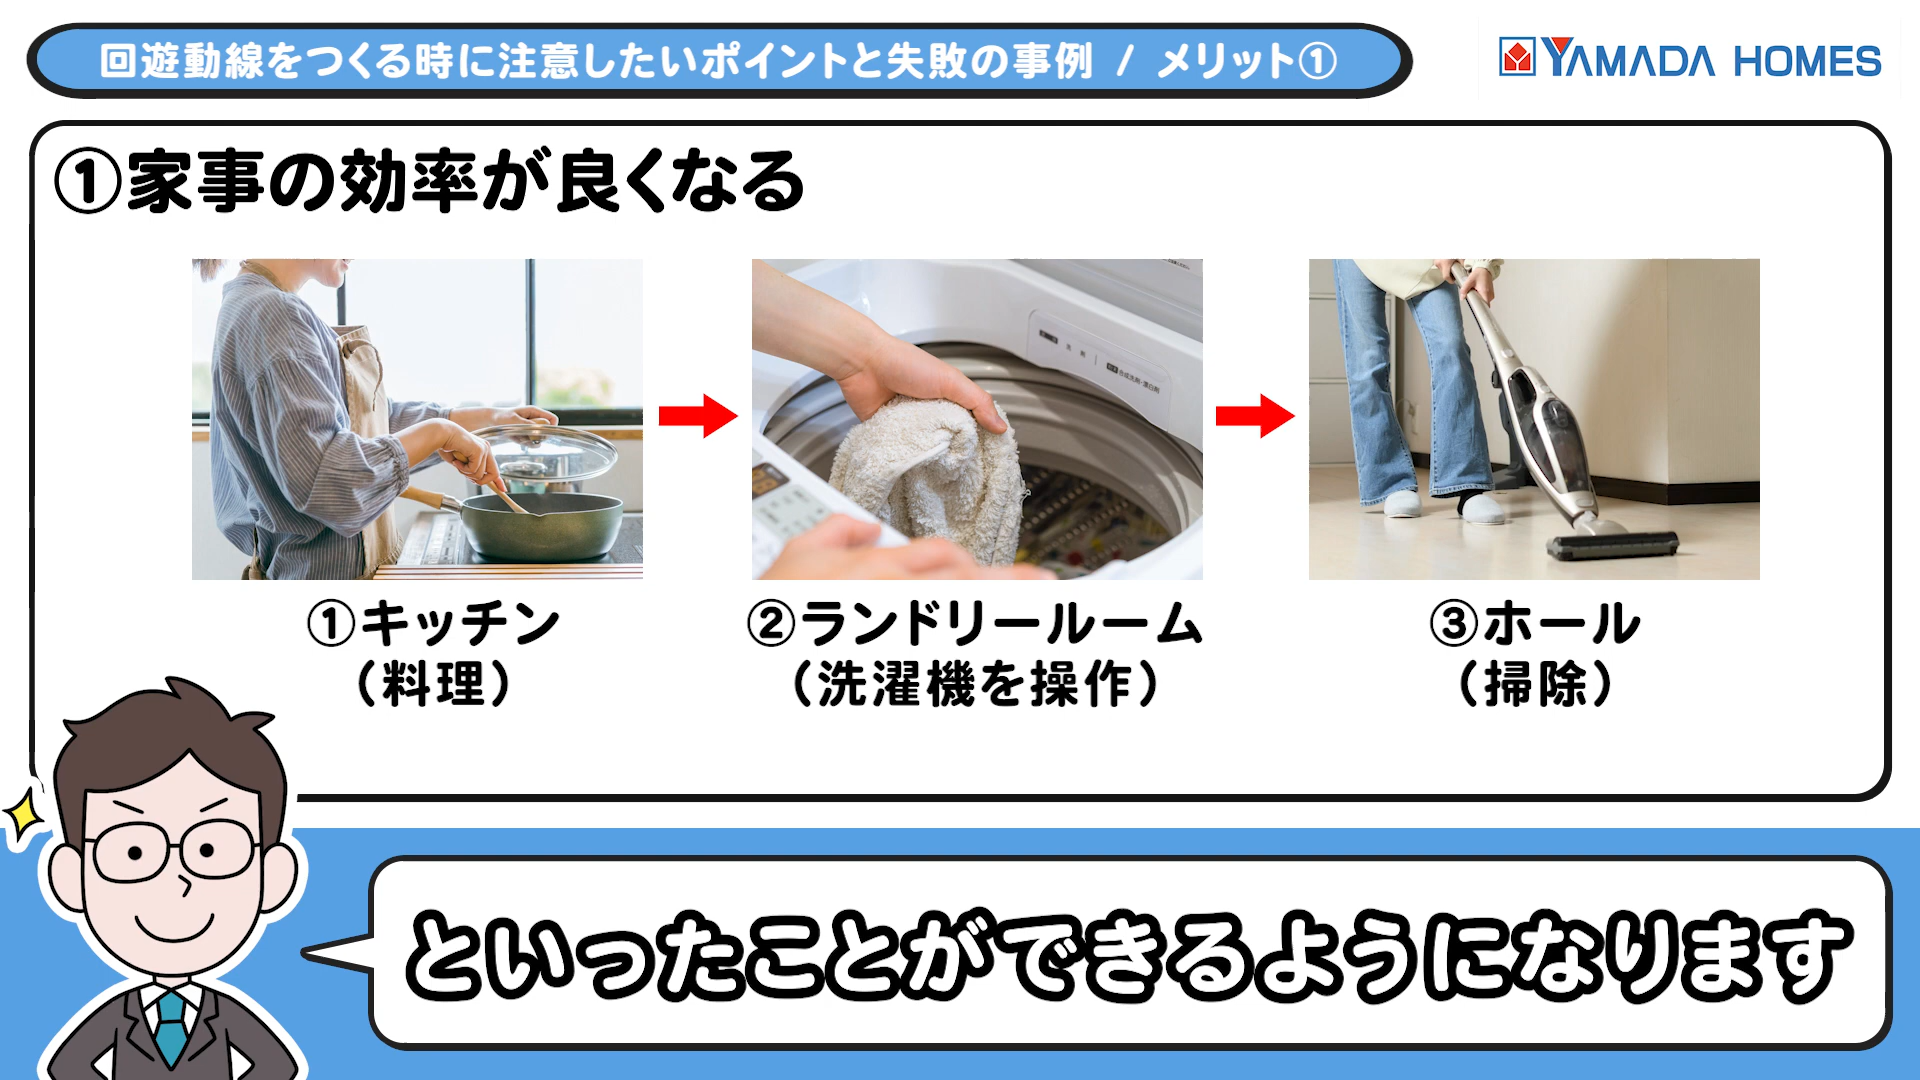 回遊動線をつくる時に注意したいポイントと失敗の事例 / メリット①
YAMADA HOMES
①家事の効率が良くなる
①キッチン
（料理）
②ランドリールーム
（洗濯機を操作）
③ホール
（掃除）
といったことができるようになります